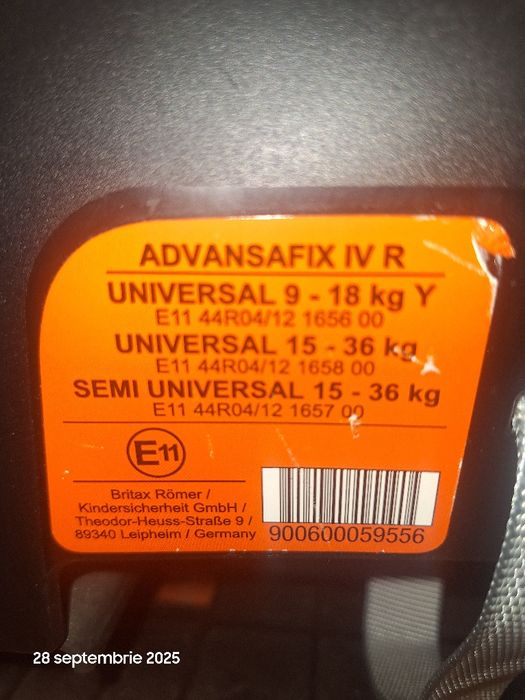 ADVANSAFIX IV R
UNIVERSAL 9 - 18 kg Y
E11 44R04/12 1656 00
UNIVERSAL 15 - 36 kg
E11 44R04/12 1658 00
SEMI UNIVERSAL 15 - 36 kg
E11 44R04/12 1657 00
E11
Britax Römer /
Kindersicherheit GmbH /
Theodor-Heuss-Straße 9 /
89340 Leipheim / Germany
900600059556
28 septembrie 2025